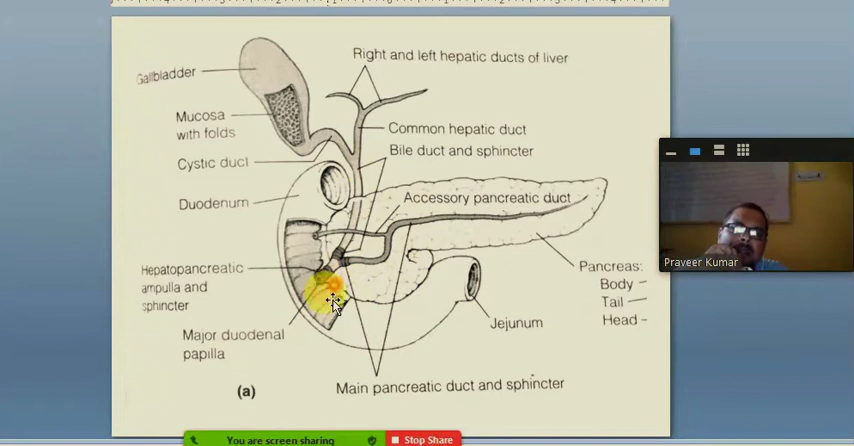 Right and left hepatic ducts of liver
Gallbladder
Mucosa
with folds
Common hepatic duct
Bile duct and sphincter
Cystic duct
Accessory pancreatic duct
Duodenum
Praveer Kumar
Hepatopancreatic
ampulla and
sphincter
Pancreas:
Body
Tail
Head
Jejunum
Major duodenal
papilla
Main pancreatic duct and sphincter
(a)
You are screen sharing
Stop Share